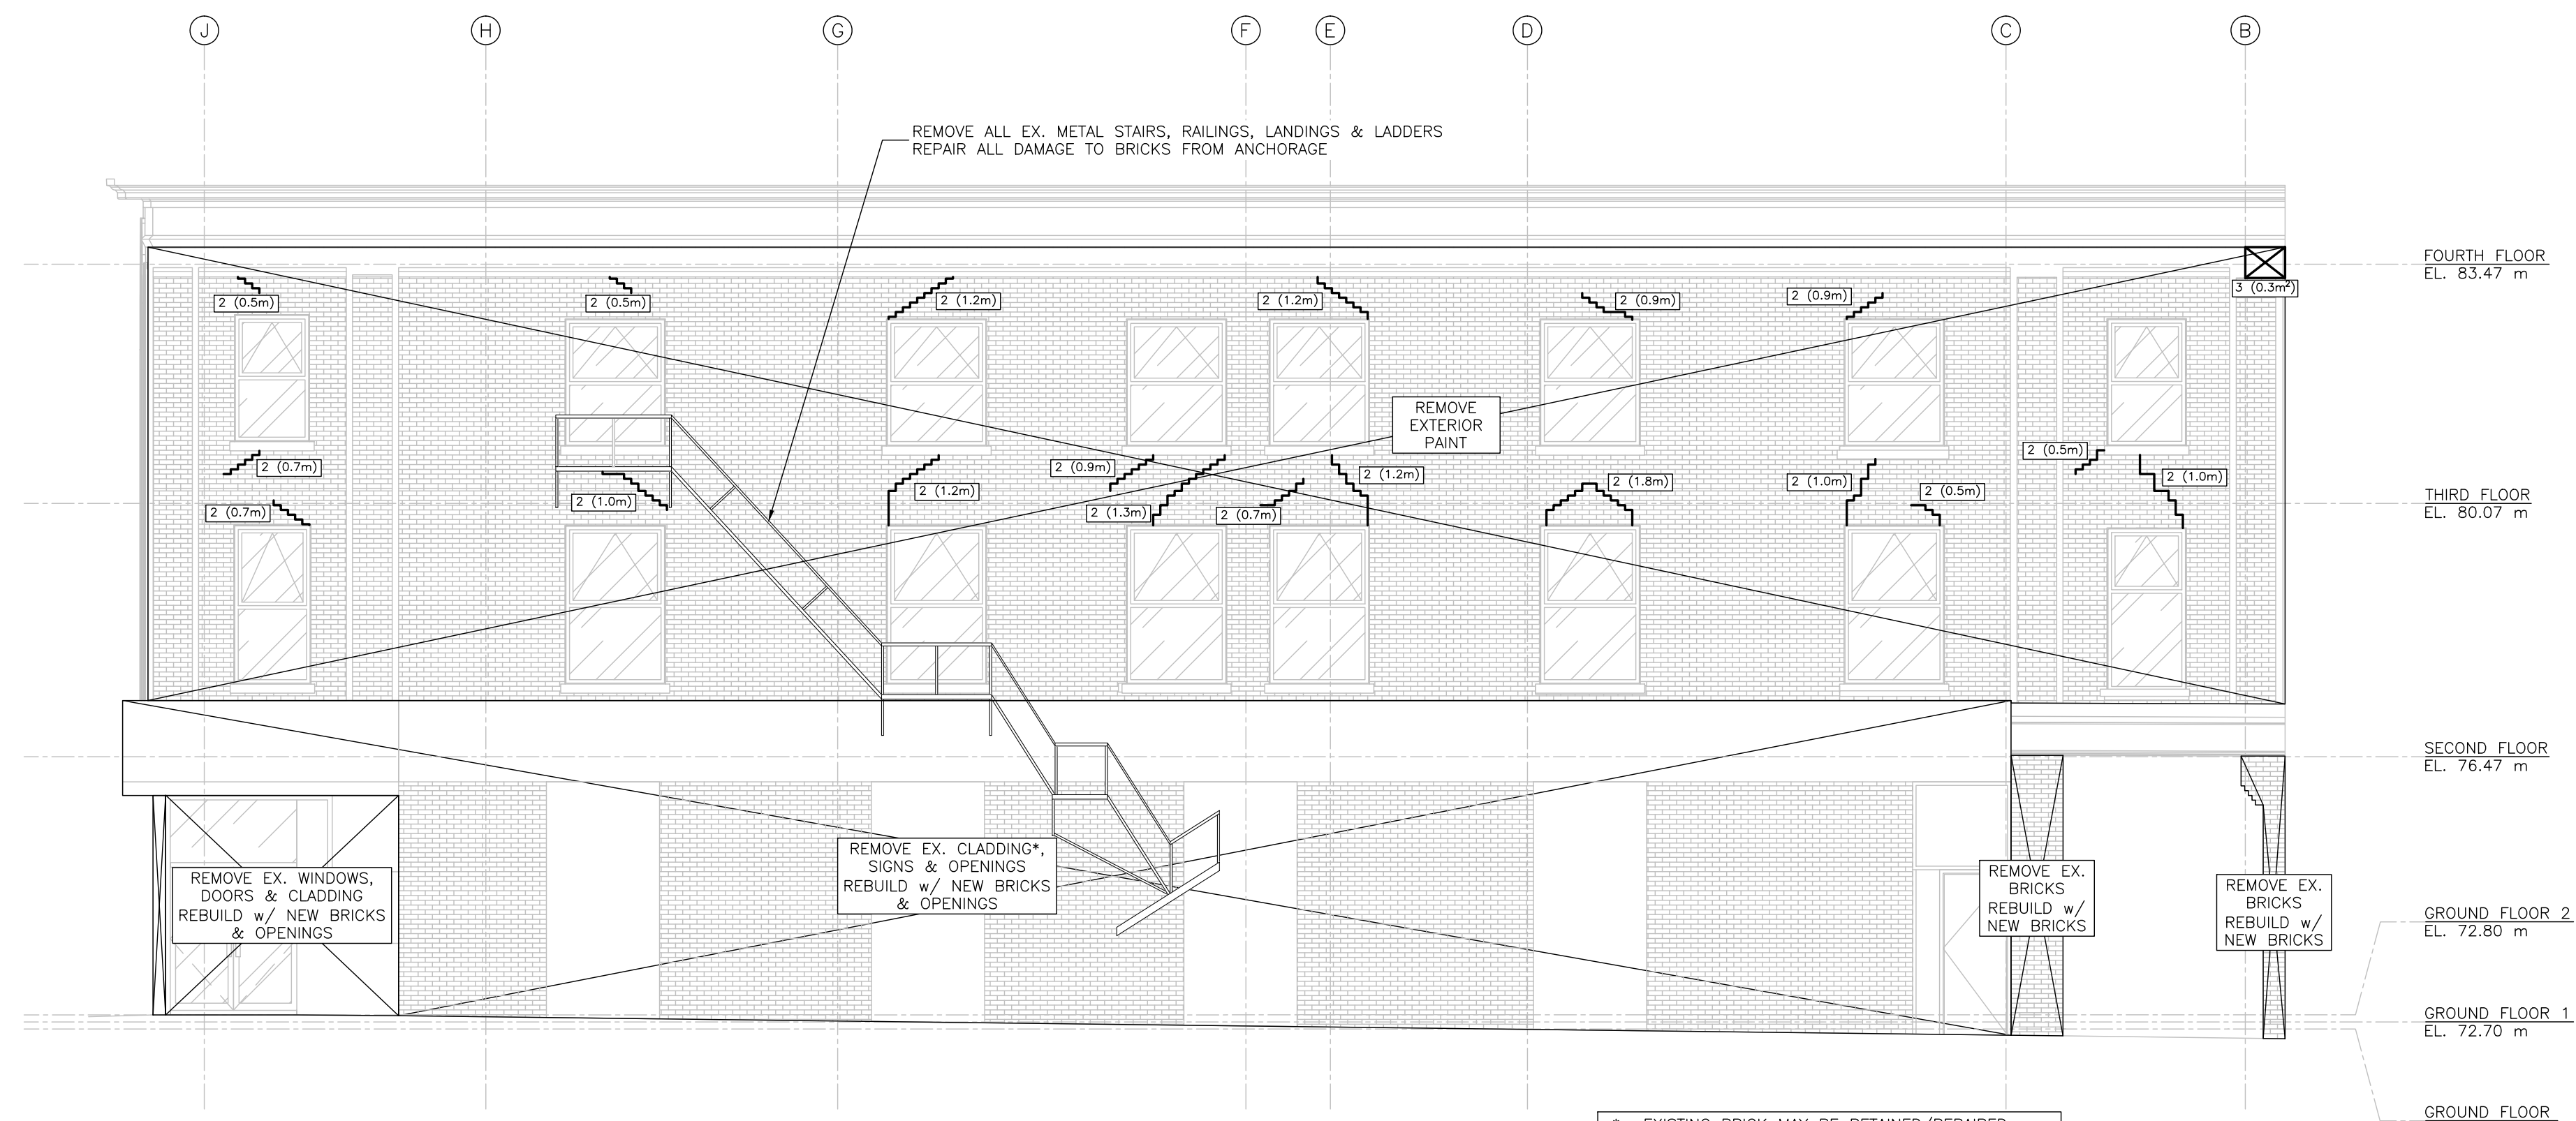 J
H
G
F
E
D
C
B
REMOVE ALL EX. METAL STAIRS, RAILINGS, LANDINGS & LADDERS
REPAIR ALL DAMAGE TO BRICKS FROM ANCHORAGE
FOURTH FLOOR
EL. 83.47 m
2 (0.5m)
2 (0.5m)
2 (1.2m)
2 (1.2m)
2 (0.9m)
2 (0.9m)
3 (0.3m²)
REMOVE
EXTERIOR
PAINT
2 (0.7m)
2 (1.0m)
2 (0.7m)
2 (1.2m)
2 (0.9m)
2 (1.3m)
2 (0.7m)
2 (1.2m)
2 (1.8m)
2 (1.0m)
2 (0.5m)
2 (0.5m)
2 (1.0m)
THIRD FLOOR
EL. 80.07 m
SECOND FLOOR
EL. 76.47 m
REMOVE EX. WINDOWS,
DOORS & CLADDING
REBUILD w/ NEW BRICKS
& OPENINGS
REMOVE EX. CLADDING*,
SIGNS & OPENINGS
REBUILD w/ NEW BRICKS
& OPENINGS
REMOVE EX.
BRICKS
REBUILD w/
NEW BRICKS
REMOVE EX.
BRICKS
REBUILD w/
NEW BRICKS
GROUND FLOOR 2
EL. 72.80 m
GROUND FLOOR 1
EL. 72.70 m
GROUND FLOOR
* EXISTING BRICK MAY BE RETAINED/REPAIRED